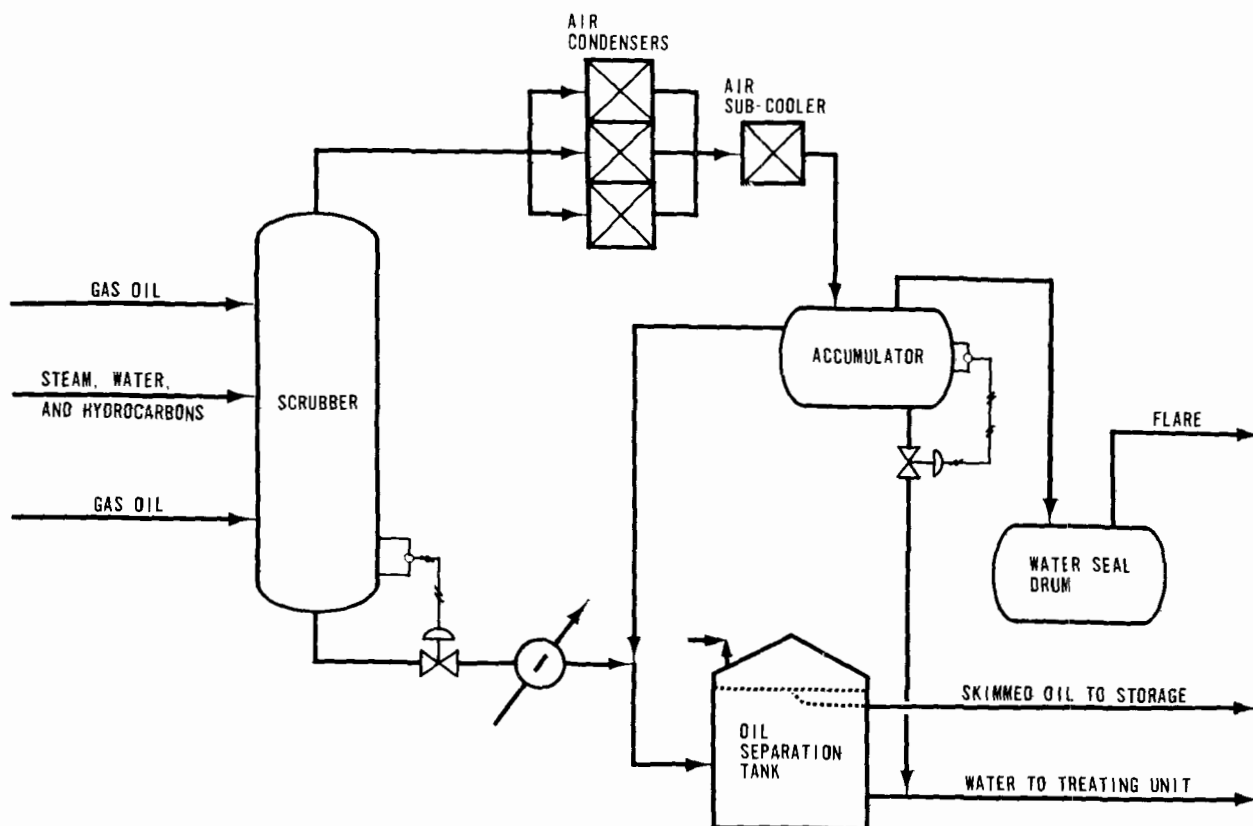 AIR
CONDENSERS
AIR
SUB-COOLER
GAS OIL
STEAM, WATER,
AND HYDROCARBONS
SCRUBBER
GAS OIL
ACCUMULATOR
FLARE
WATER SEAL
DRUM
SKIMMED OIL TO STORAGE
OIL
SEPARATION
TANK
WATER TO TREATING UNIT